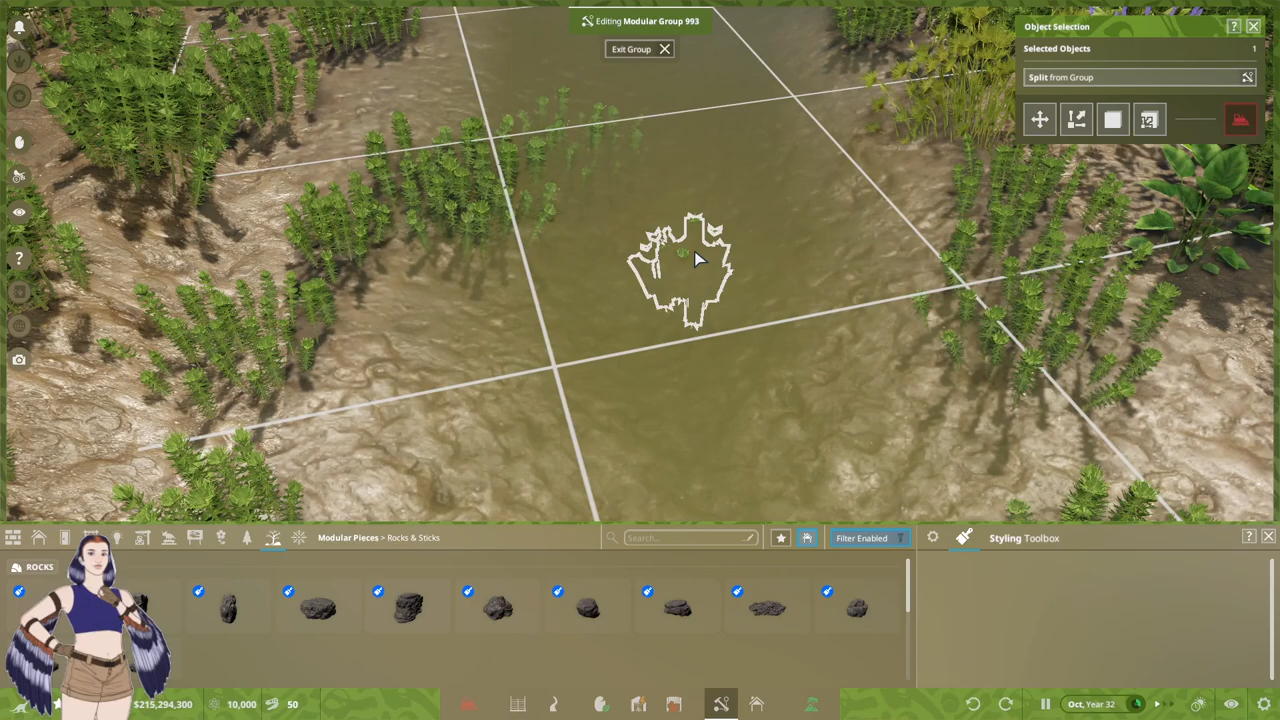 Editing Modular Group 993
Exit Group
Object Selection
?
Selected Objects 1
Split from Group
?
Modular Pieces > Rocks & Sticks
Search...
Filter Enabled
Styling Toolbox
?
ROCKS
$215,294,300
10,000
50
Oct, Year 32